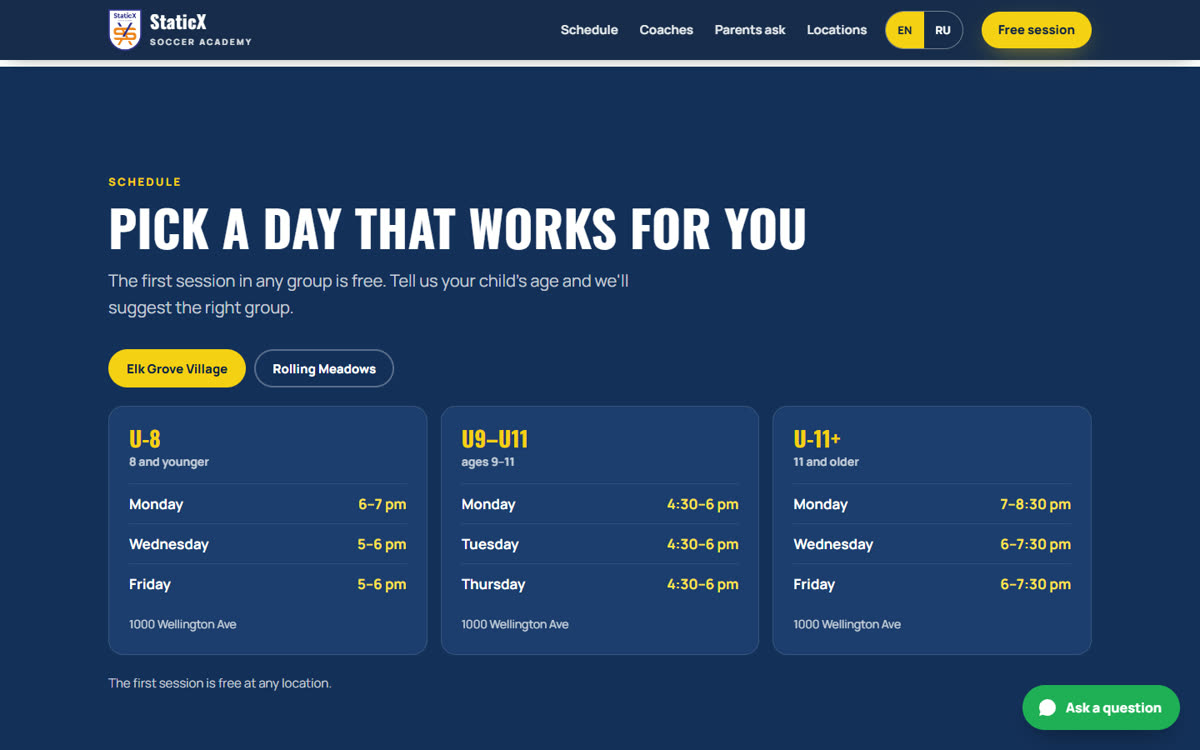 StaticX
StaticX
SOCCER ACADEMY
Schedule
Coaches
Parents ask
Locations
EN
RU
Free session
SCHEDULE
PICK A DAY THAT WORKS FOR YOU
The first session in any group is free. Tell us your child's age and we'll
suggest the right group.
Elk Grove Village
Rolling Meadows
U-8
8 and younger
Monday 6–7 pm
Wednesday 5–6 pm
Friday 5–6 pm
1000 Wellington Ave
U9–U11
ages 9–11
Monday 4:30–6 pm
Tuesday 4:30–6 pm
Thursday 4:30–6 pm
1000 Wellington Ave
U-11+
11 and older
Monday 7–8:30 pm
Wednesday 6–7:30 pm
Friday 6–7:30 pm
1000 Wellington Ave
The first session is free at any location.
Ask a question